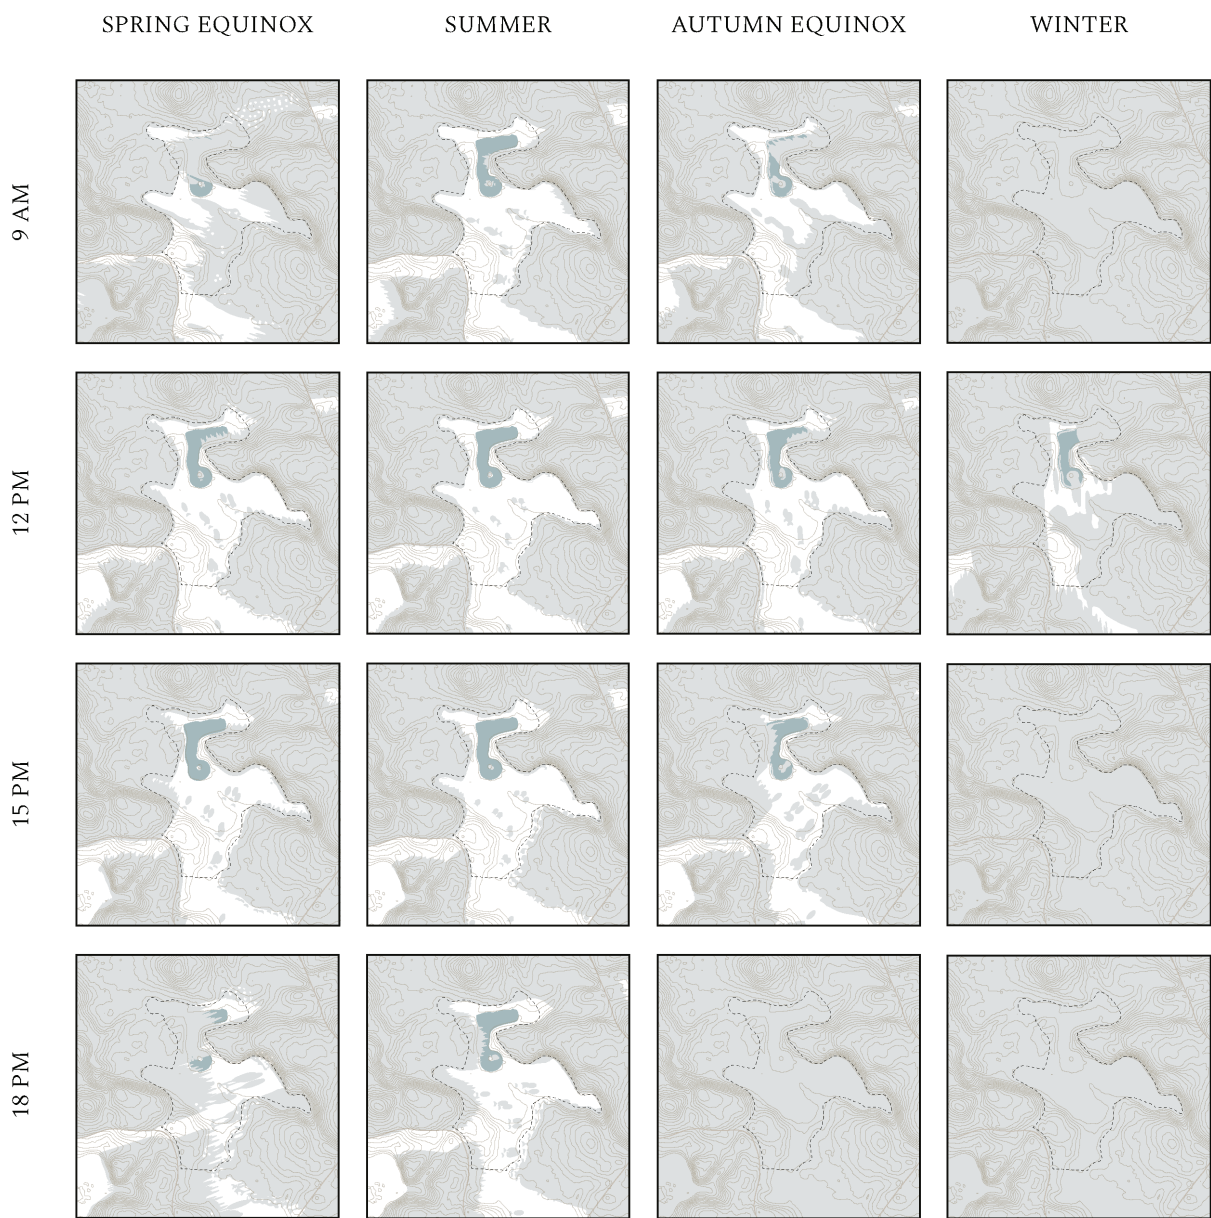 SPRING EQUINOX
SUMMER
AUTUMN EQUINOX
WINTER
9 AM
12 PM
15 PM
18 PM